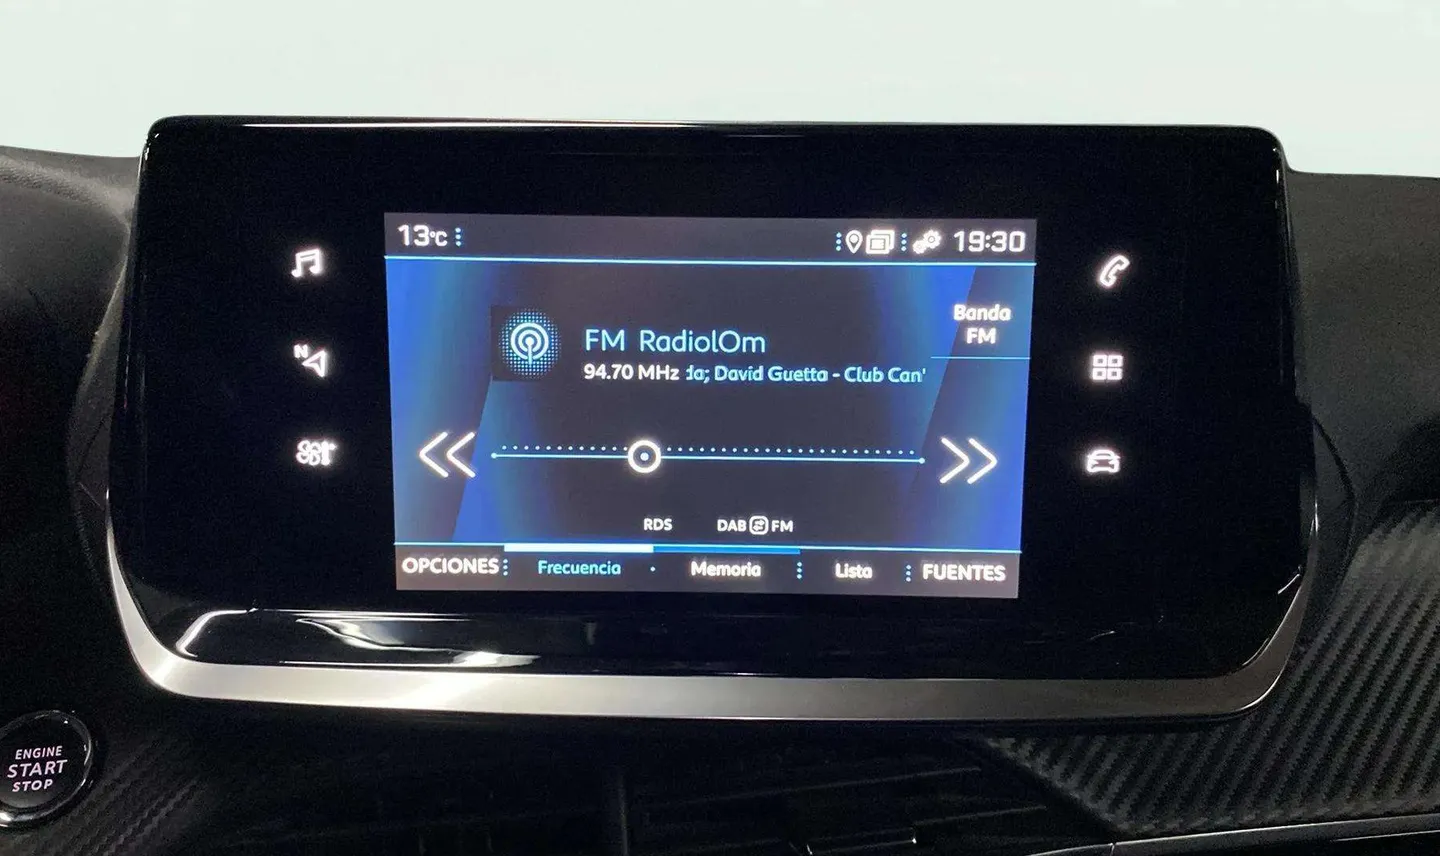 13°C
19:30
N
Banda
FM
FM RadiolOm
94.70 MHz da; David Guetta - Club Can'
RDS DAB FM
OPCIONES Frecuencia Memoria Lista FUENTES
ENGINE
START
STOP